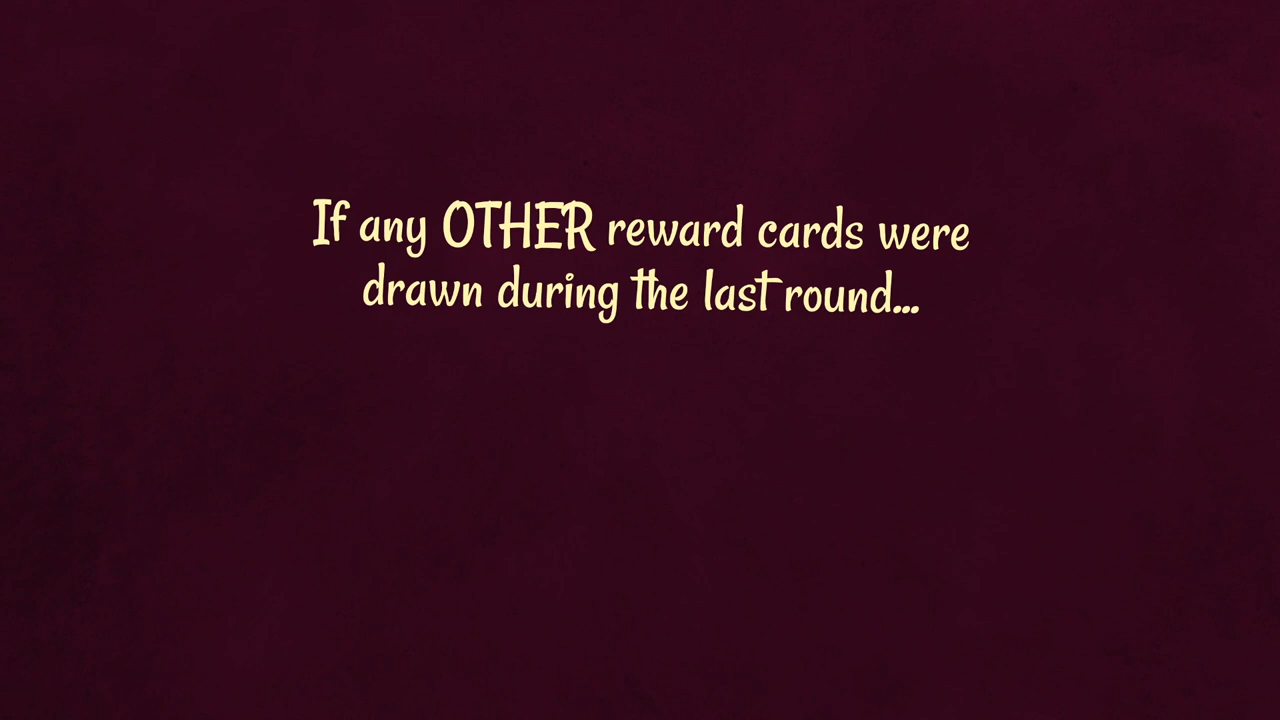 If any OTHER reward cards were
drawn during the last round...